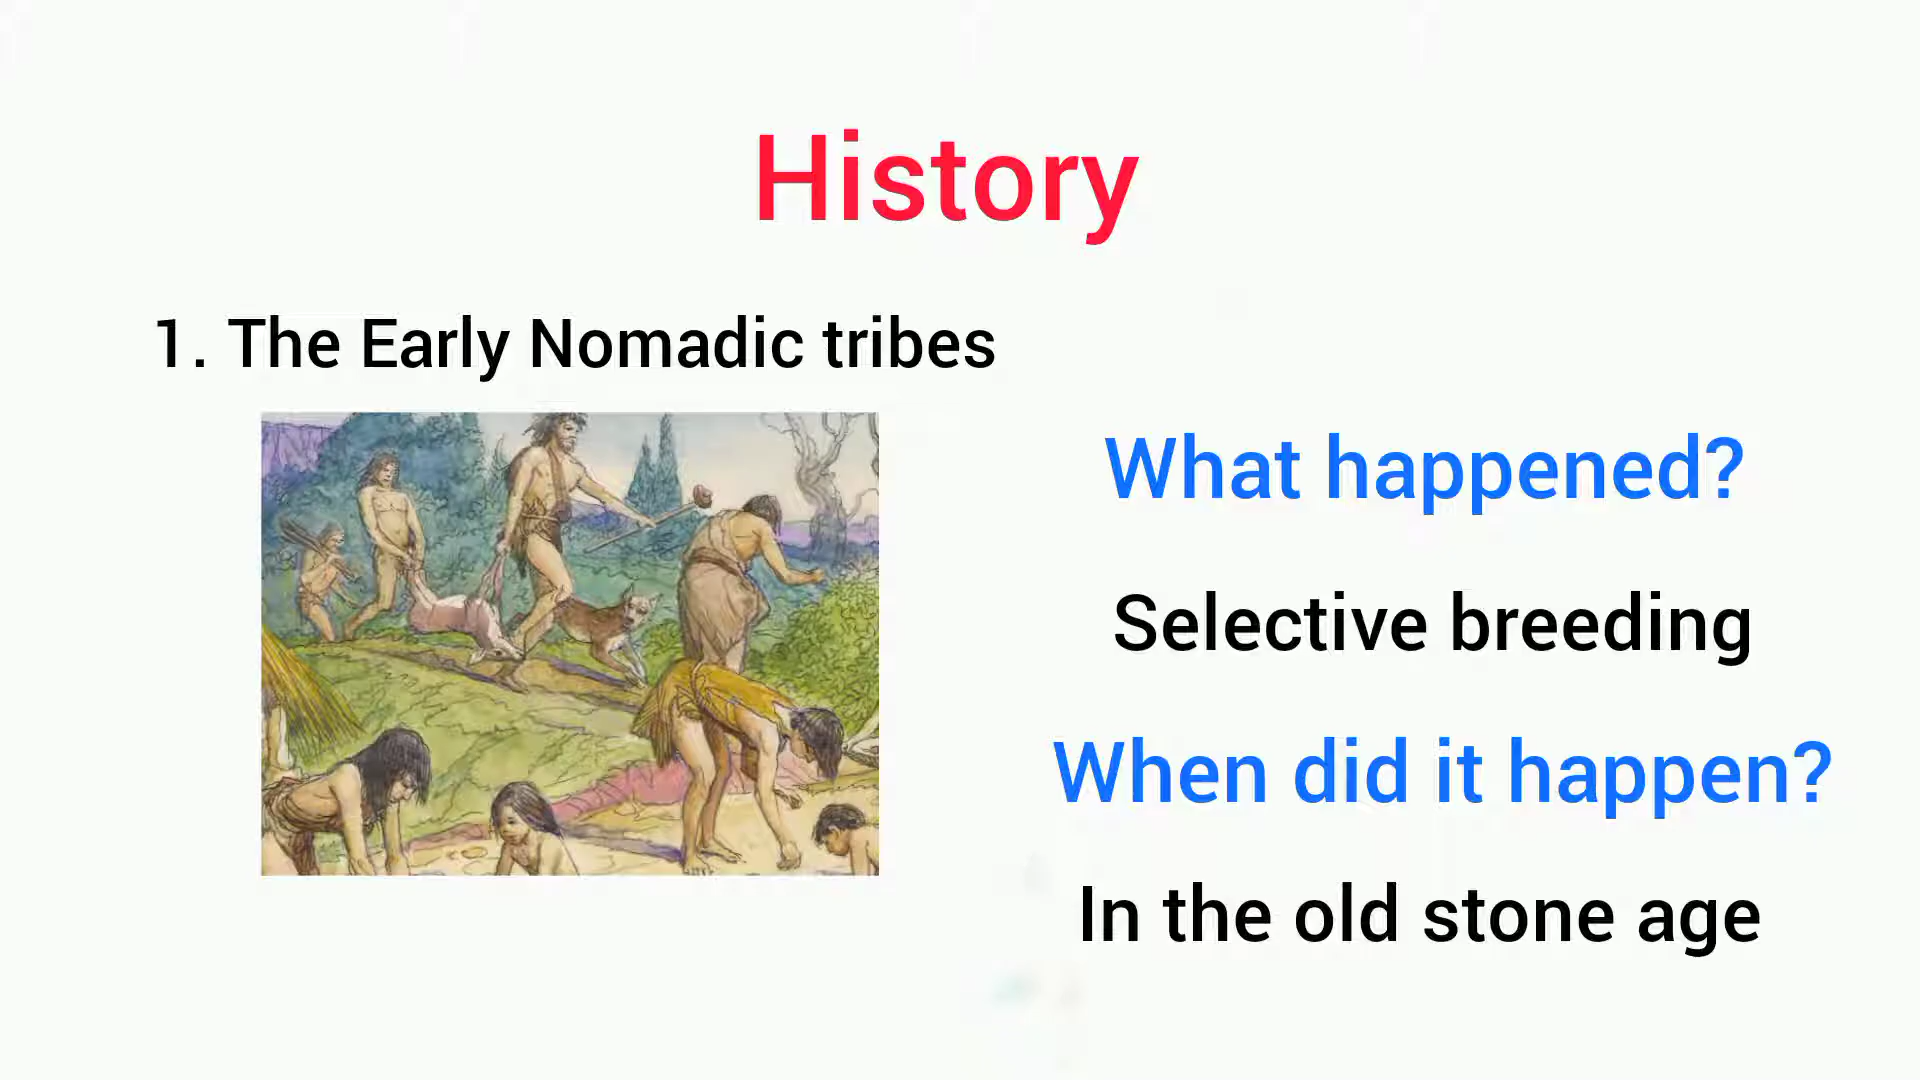 History
1. The Early Nomadic tribes
What happened?
Selective breeding
When did it happen?
In the old stone age